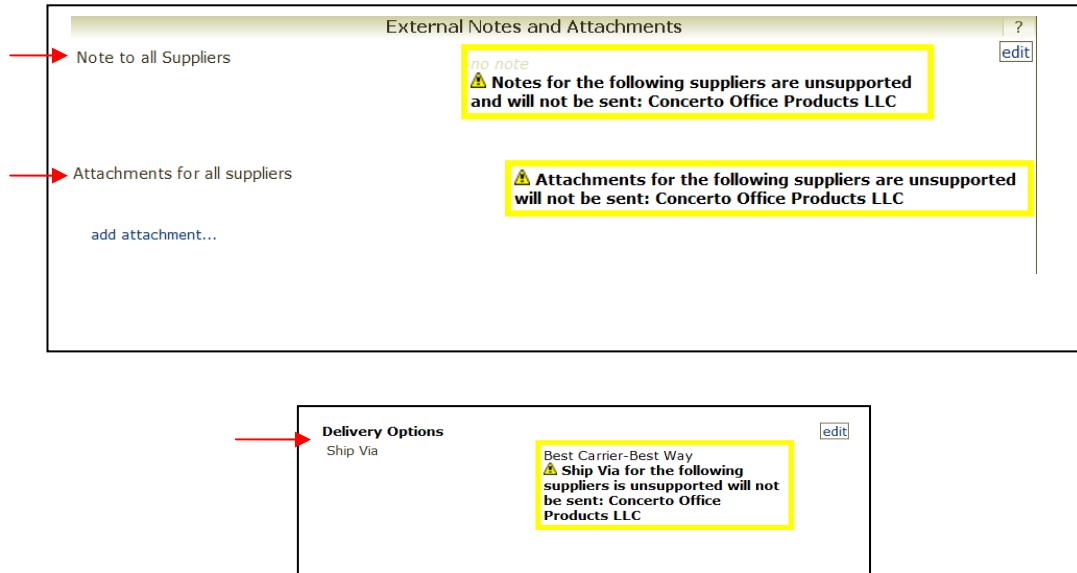 External Notes and Attachments ?
Note to all Suppliers
edit
no note
Notes for the following suppliers are unsupported
and will not be sent: Concerto Office Products LLC
Attachments for all suppliers
Attachments for the following suppliers are unsupported
will not be sent: Concerto Office Products LLC
add attachment...
Delivery Options
edit
Ship Via
Best Carrier-Best Way
Ship Via for the following
suppliers is unsupported will not
be sent: Concerto Office
Products LLC